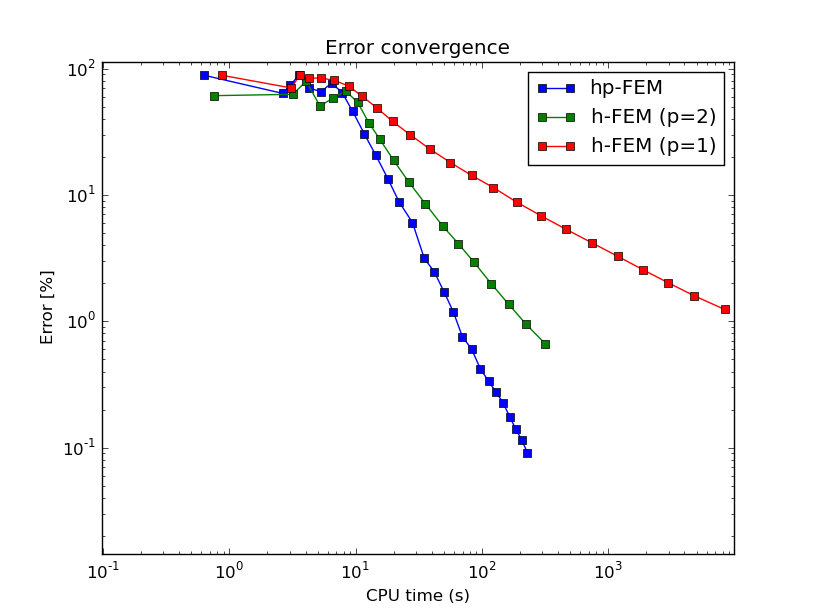 Error convergence
10^2
10^1
10^0
10^-1
Error [%]
hp-FEM
h-FEM (p=2)
h-FEM (p=1)
10^-1
10^0
10^1
10^2
10^3
CPU time (s)